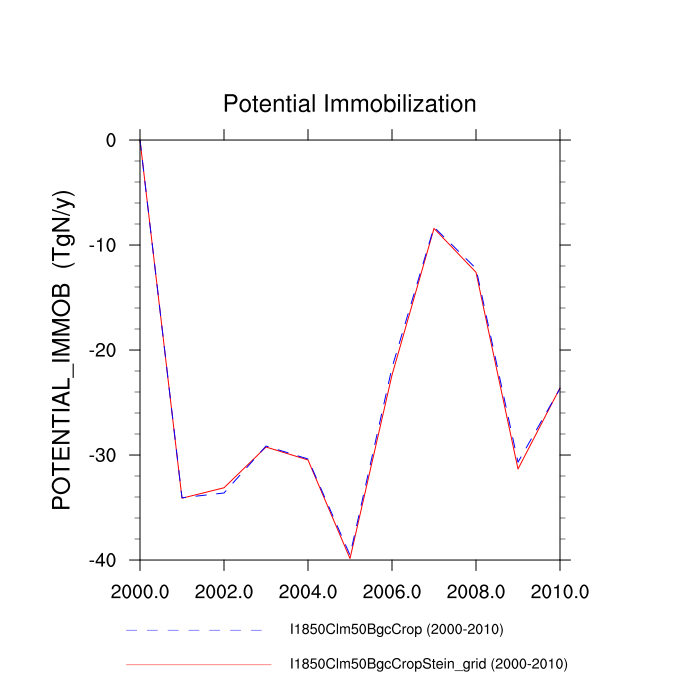 Potential Immobilization
POTENTIAL_IMMOB (TgN/y)
0
-10
-20
-30
-40
2000.0 2002.0 2004.0 2006.0 2008.0 2010.0
I1850Clm50BgcCrop (2000-2010)
I1850Clm50BgcCropStein_grid (2000-2010)